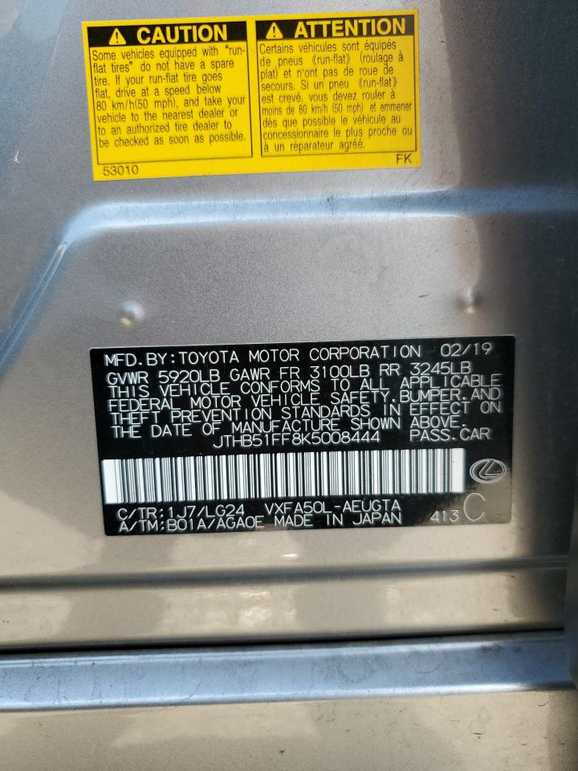 CAUTION
Some vehicles equipped with "run-
flat tires" do not have a spare
tire. If your run-flat tire goes
flat, drive at a speed below
80 km/h(50 mph), and take your
vehicle to the nearest dealer or
to an authorized tire dealer to
be checked as soon as possible.
53010
ATTENTION
Certains véhicules sont équipés
de pneus (run-flat) (roulage à
plat) et n'ont pas de roue de
secours. Si un pneu (run-flat)
est crevé, vous devez rouler à
moins de 80 km/h (50 mph) et emmener
dès que possible le véhicule au
concessionnaire le plus proche ou
à un réparateur agréé.
FK
MFD.BY:TOYOTA MOTOR CORPORATION 02/19
GVWR 5920LB GAWR FR 3100LB RR 3245LB
THIS VEHICLE CONFORMS TO ALL APPLICABLE
FEDERAL MOTOR VEHICLE SAFETY,BUMPER,AND
THEFT PREVENTION STANDARDS IN EFFECT ON
THE DATE OF MANUFACTURE SHOWN ABOVE.
JTHB51FF8K5008444 PASS.CAR
C/TR:1J7/LG24 VXFA50L-AEUGTA
A/TM:B01A/AGA0E MADE IN JAPAN 413 C